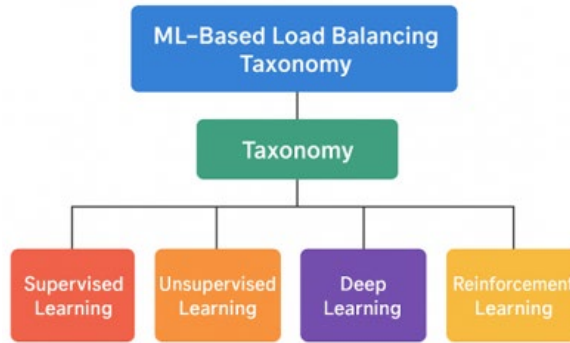 ML-Based Load Balancing
Taxonomy
Taxonomy
Supervised
Learning
Unsupervised
Learning
Deep
Learning
Reinforcement
Learning